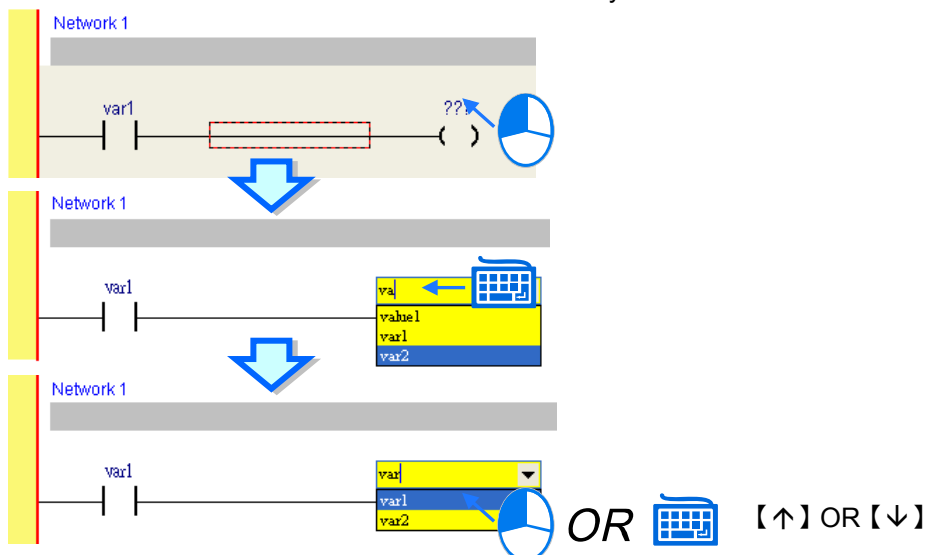 Network 1
var1 ???
Network 1
var1 va
value1
var1
var2
Network 1
var1 var
var1
var2
OR 【↑】OR【↓】